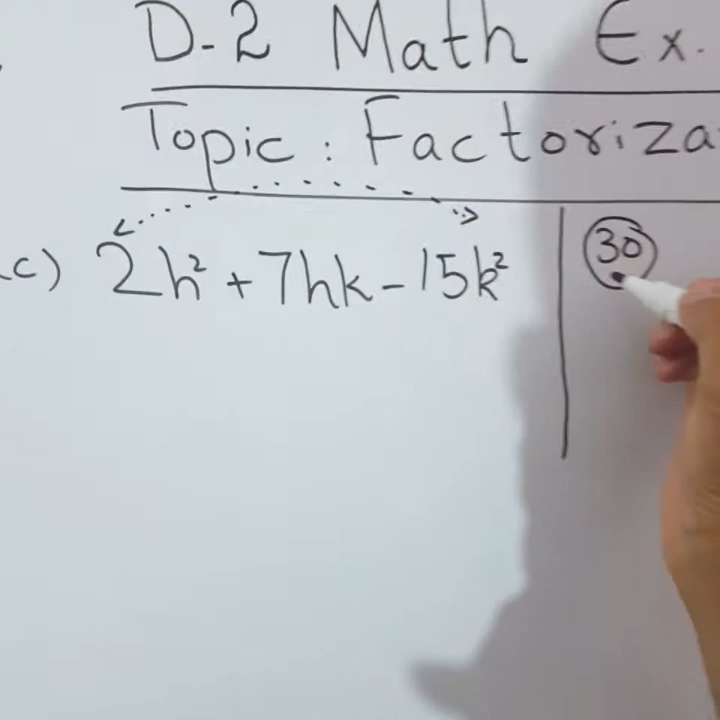 D-2 Math Ex.
Topic : Factoriza
c) 2h² + 7hk - 15k²
30